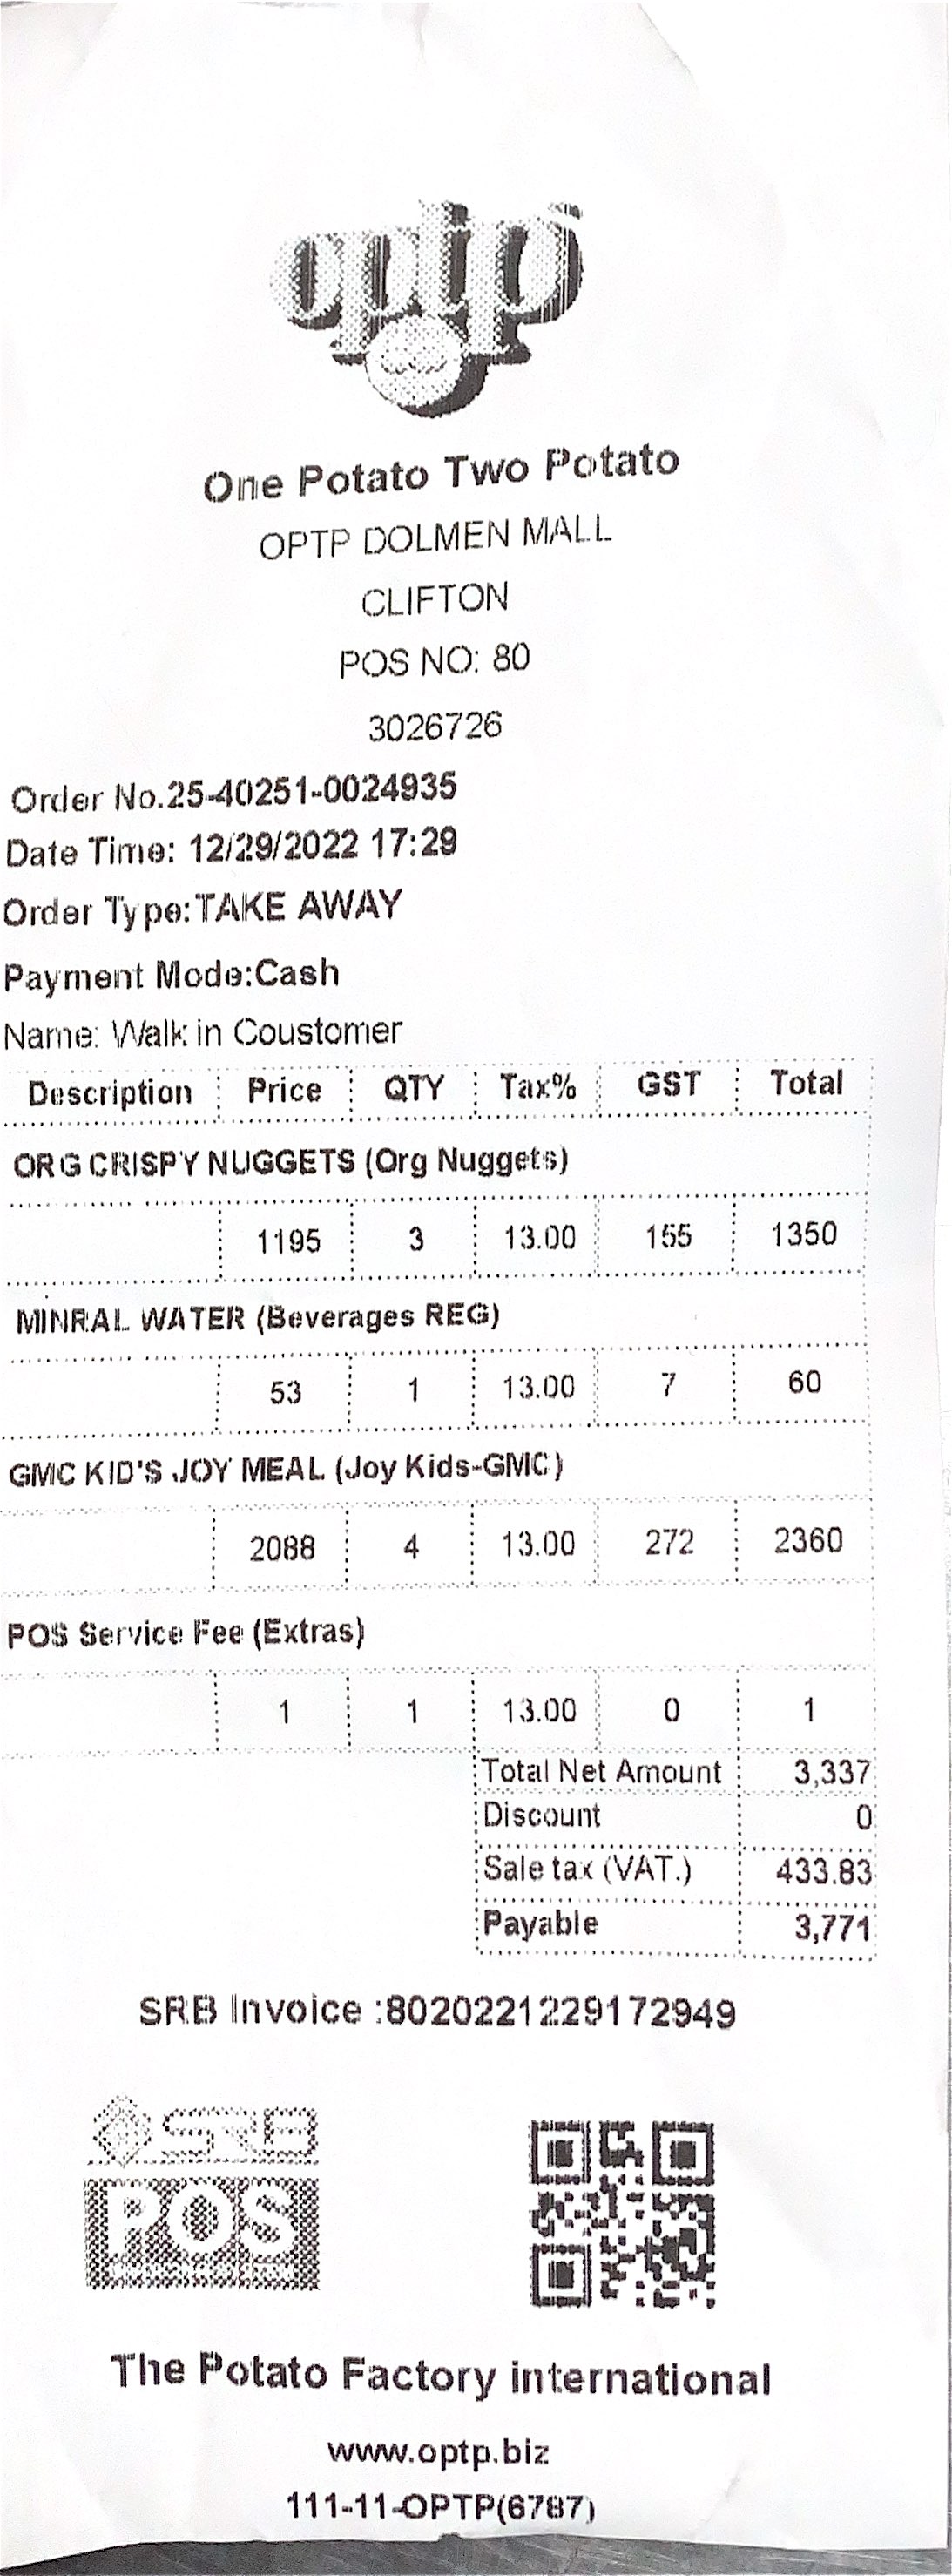 optp
One Potato Two Potato
OPTP DOLMEN MALL
CLIFTON
POS NO: 80
3026726
Order No.25-40251-0024935
Date Time: 12/29/2022 17:29
Order Type:TAKE AWAY
Payment Mode:Cash
Name: Walk in Coustomer
Description Price QTY Tax% GST Total
ORG CRISPY NUGGETS (Org Nuggets)
1195 3 13.00 155 1350
MINRAL WATER (Beverages REG)
53 1 13.00 7 60
GMC KID'S JOY MEAL (Joy Kids-GMC)
2088 4 13.00 272 2360
POS Service Fee (Extras)
1 1 13.00 0 1
Total Net Amount 3,337
Discount 0
Sale tax (VAT.) 433.83
Payable 3,771
SRB Invoice :8020221229172949
SRB
POS
The Potato Factory international
www.optp.biz
111-11-OPTP(6787)